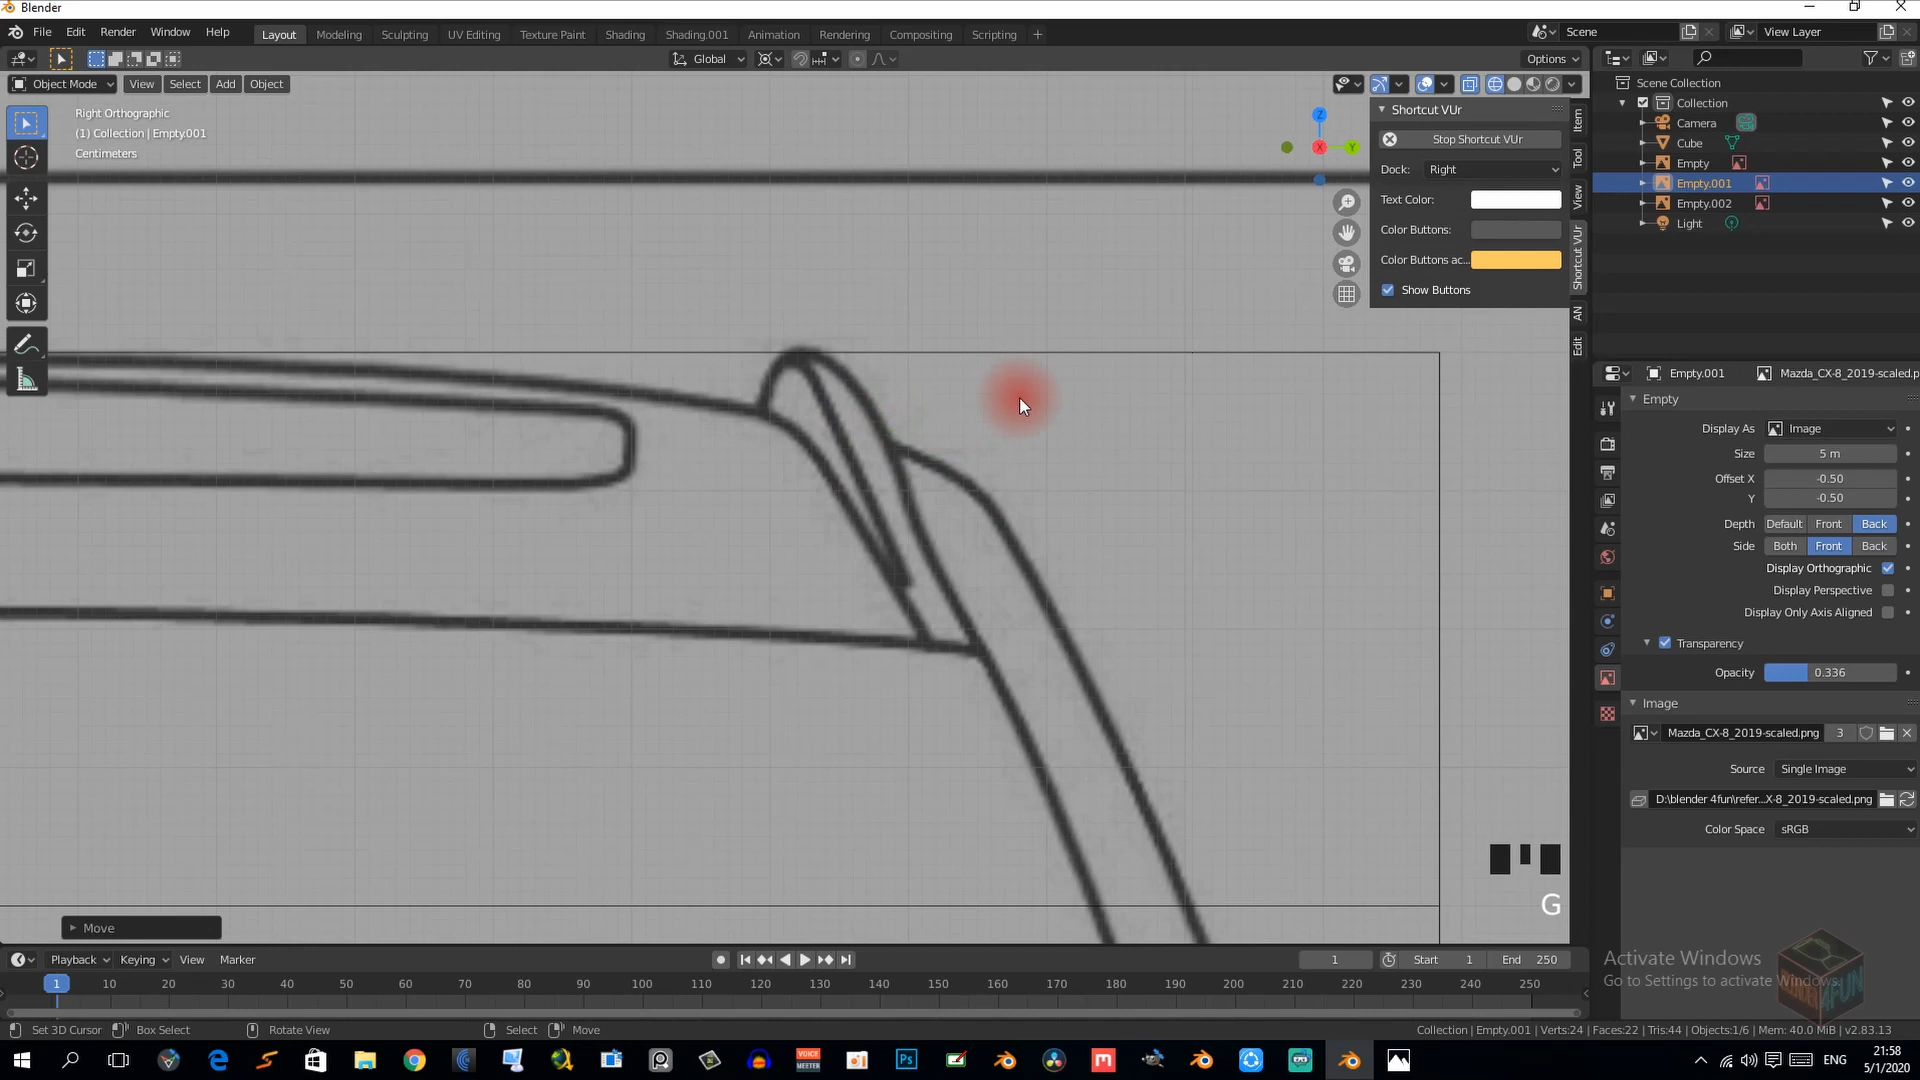 Blender
File Edit Render Window Help
Layout Modeling Sculpting UV Editing Texture Paint Shading Shading.001 Animation Rendering Compositing Scripting +
Scene
View Layer
Global
Options
Object Mode View Select Add Object
Right Orthographic
(1) Collection | Empty.001
Centimeters
Z
X
Y
Shortcut VUr
Stop Shortcut VUr
Dock: Right
Text Color:
Color Buttons:
Color Buttons ac...
Show Buttons
Item
Tool
View
Shortcut VUr
AN
Edit
Scene Collection
Collection
Camera
Cube
Empty
Empty.001
Empty.002
Light
Empty.001 Mazda_CX-8_2019-scaled.p
Empty
Display As Image
Size 5 m
Offset X -0.50
Y -0.50
Depth Default Front Back
Side Both Front Back
Display Orthographic
Display Perspective
Display Only Axis Aligned
Transparency
Opacity 0.336
Image
Mazda_CX-8_2019-scaled.png 3
Source Single Image
D:\blender 4fun\refer...X-8_2019-scaled.png
Color Space sRGB
G
Move
Activate Windows
Go to Settings to activate Windows.
Playback Keying View Marker
1 Start 1 End 250
1 10 20 30 40 50 60 70 80 90 100 110 120 130 140 150 160 170 180 190 200 210 220 230 240 250
Set 3D Cursor Box Select Rotate View Select Move
Collection | Empty.001 | Verts:24 | Faces:22 | Tris:44 | Objects:1/6 | Mem: 40.0 MiB | v2.83.13
VOICE
MEETER
Ps
ENG
21:58
5/1/2020